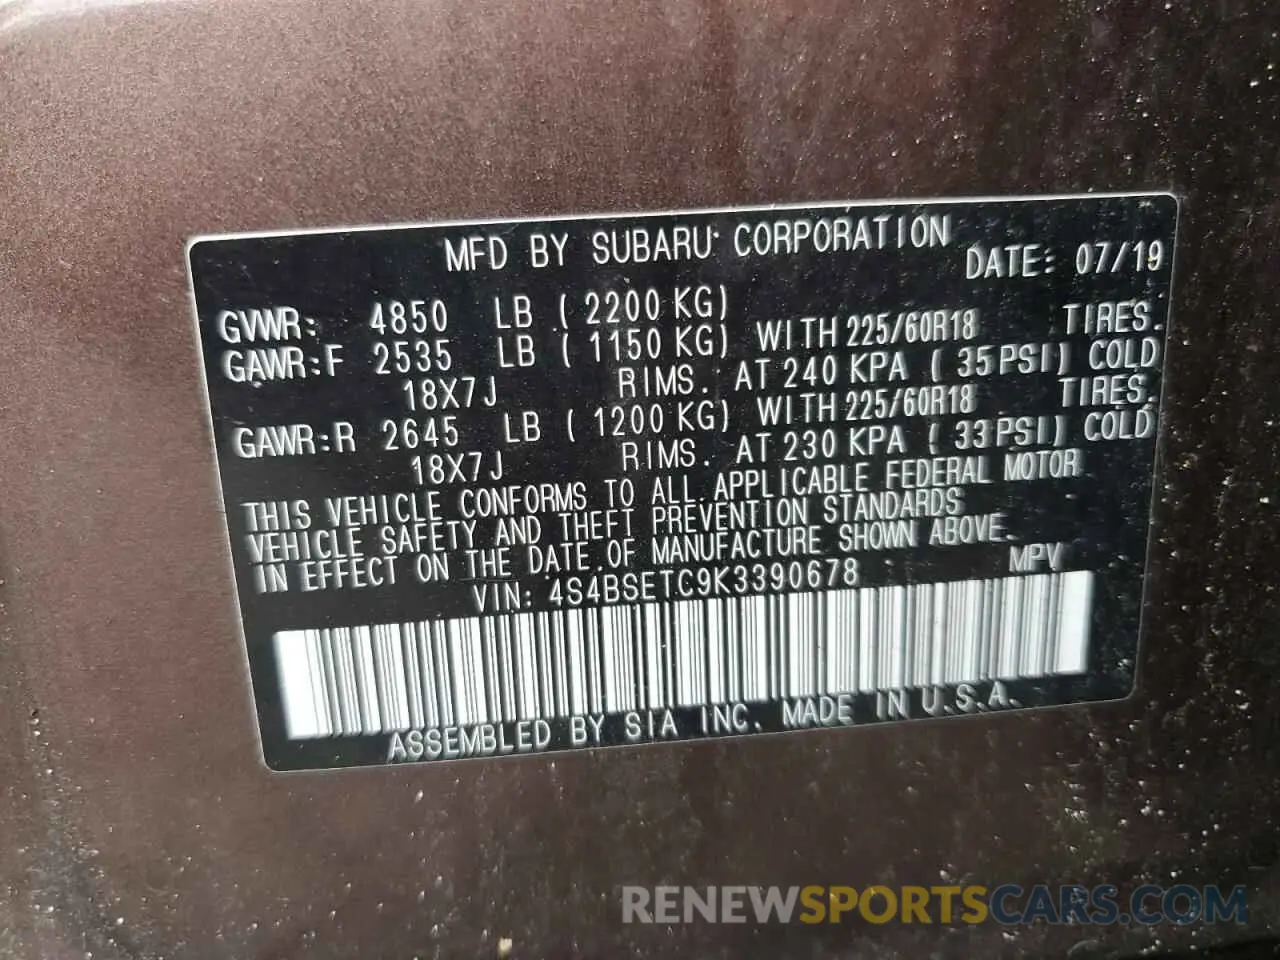 MFD BY SUBARU CORPORATION
DATE: 07/19
GVWR: 4850 LB ( 2200 KG)
GAWR:F 2535 LB ( 1150 KG) WITH 225/60R18 TIRES.
18X7J RIMS. AT 240 KPA ( 35PSI) COLD
GAWR:R 2645 LB ( 1200 KG) WITH 225/60R18 TIRES.
18X7J RIMS. AT 230 KPA ( 33PSI) COLD
THIS VEHICLE CONFORMS TO ALL APPLICABLE FEDERAL MOTOR
VEHICLE SAFETY AND THEFT PREVENTION STANDARDS
IN EFFECT ON THE DATE OF MANUFACTURE SHOWN ABOVE.
VIN: 4S4BSETC9K3390678 MPV
ASSEMBLED BY SIA INC. MADE IN U.S.A.
RENEWSPORTSCARS.COM